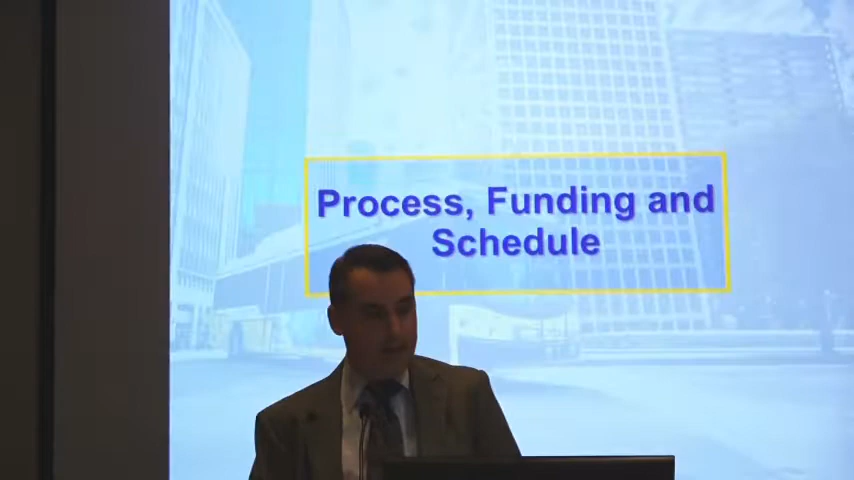 Process, Funding and
Schedule